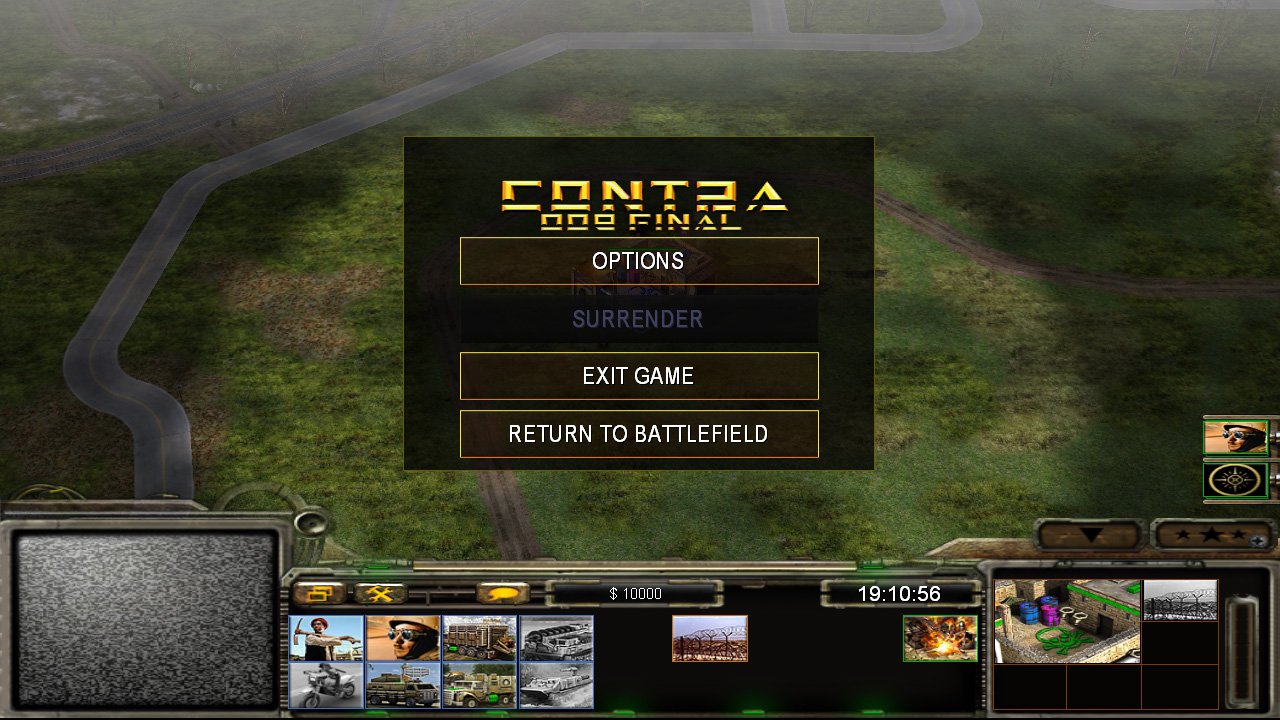 CONTRA
009 FINAL
OPTIONS
SURRENDER
EXIT GAME
RETURN TO BATTLEFIELD
$ 10000
19:10:56